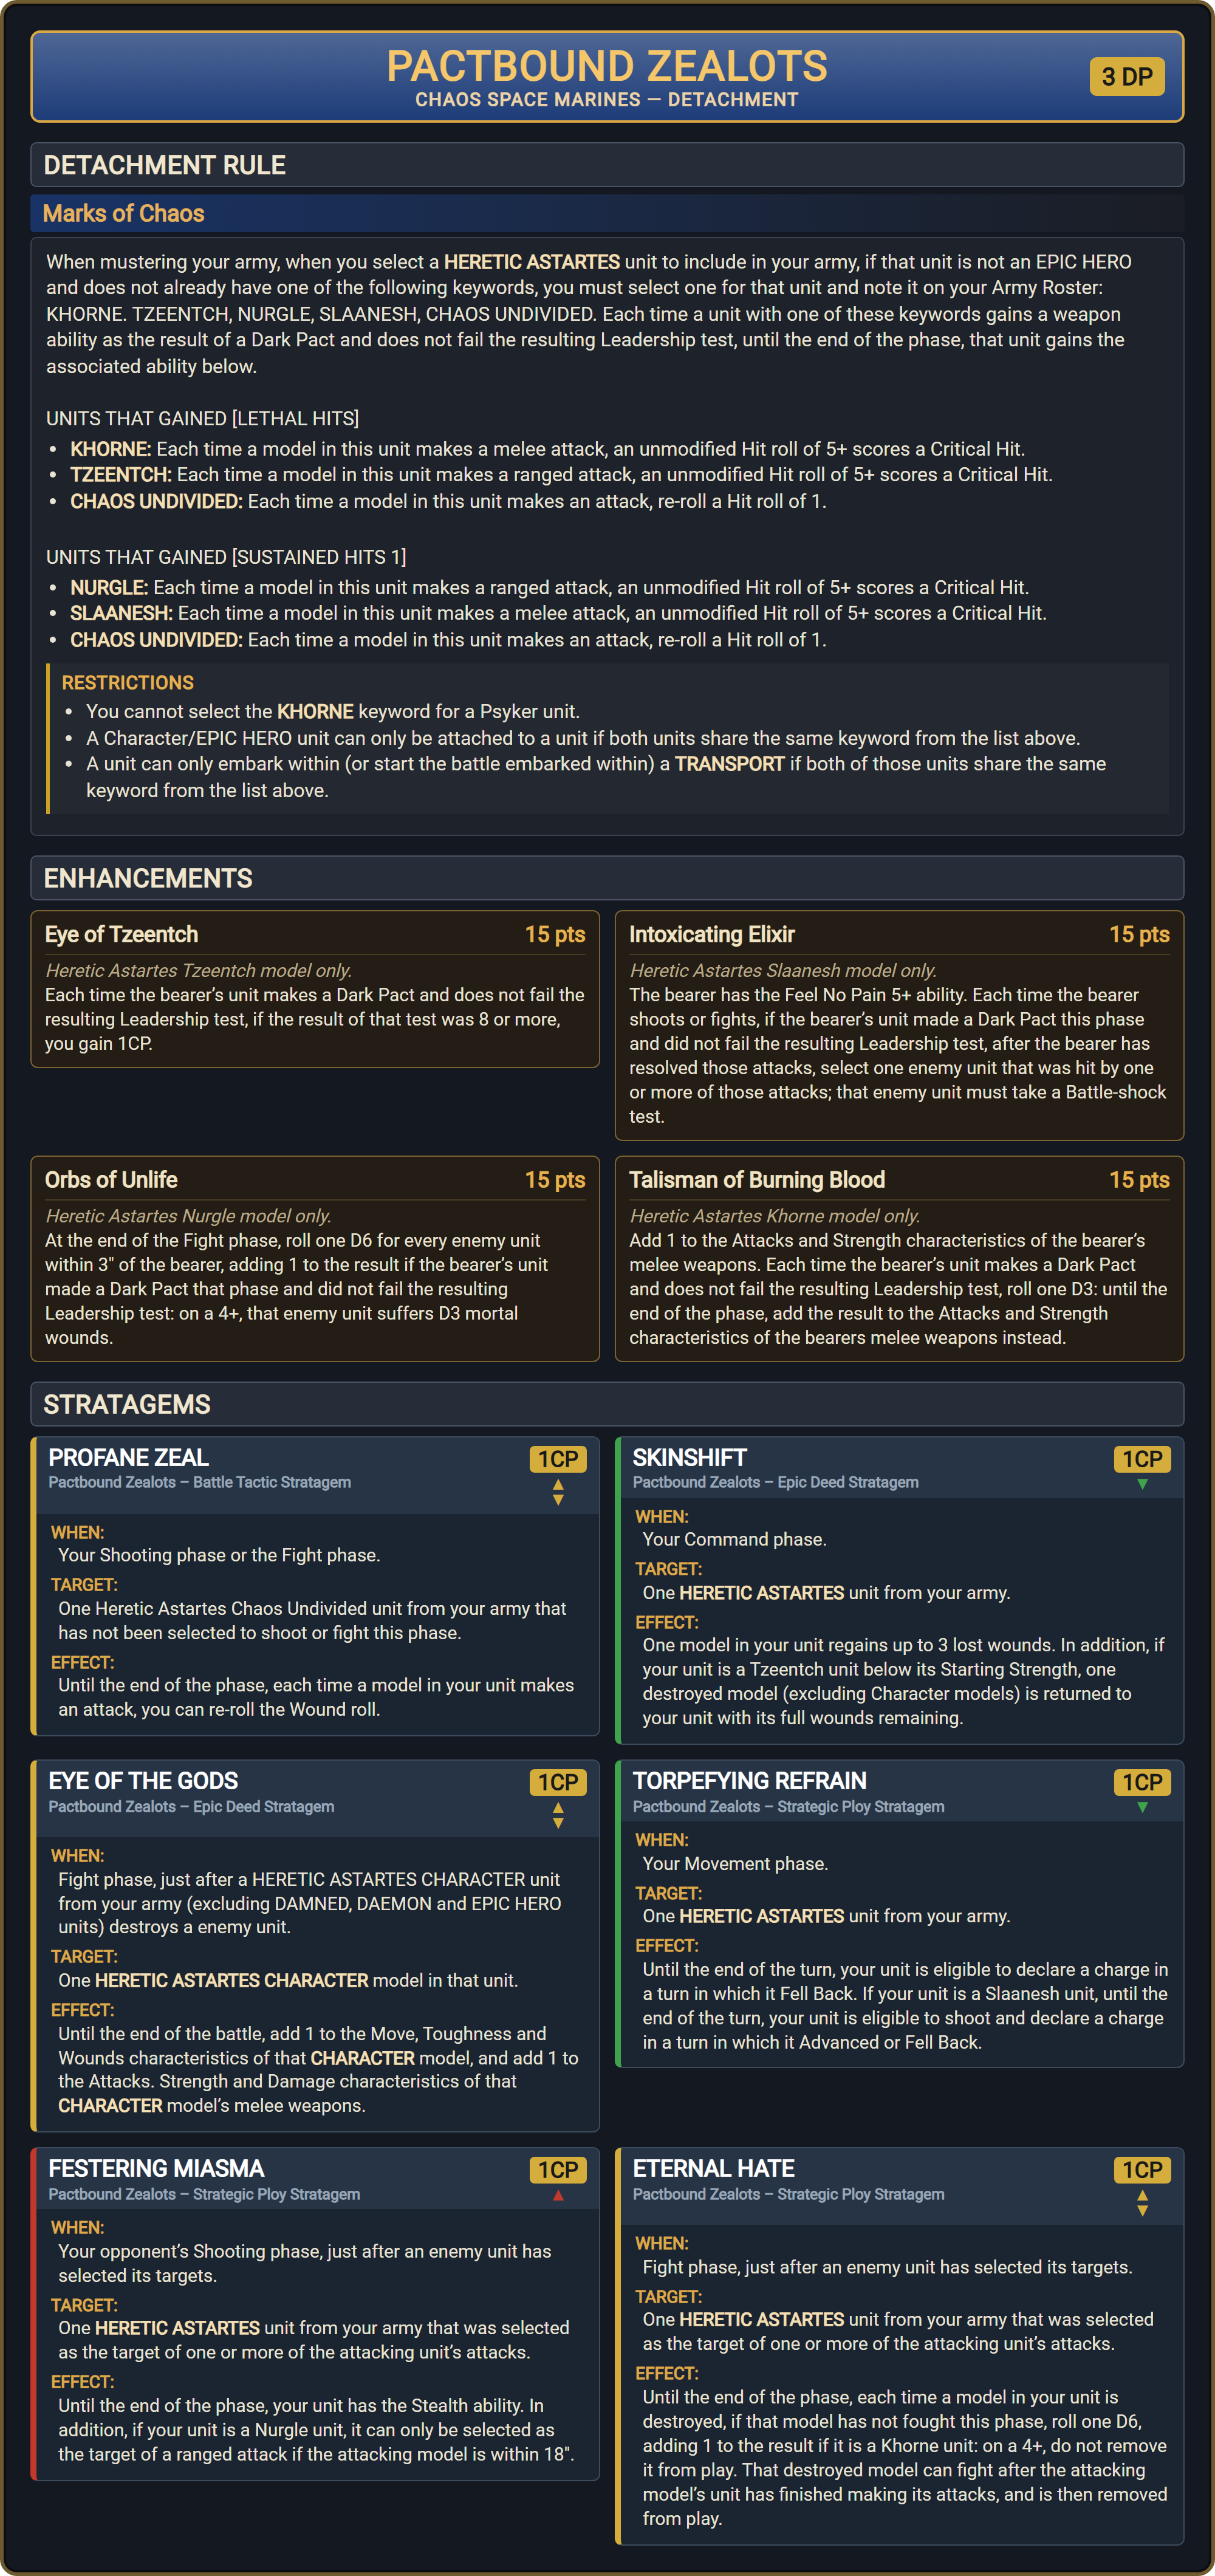 PACTBOUND ZEALOTS
CHAOS SPACE MARINES — DETACHMENT
3 DP
DETACHMENT RULE
Marks of Chaos
When mustering your army, when you select a HERETIC ASTARTES unit to include in your army, if that unit is not an EPIC HERO
and does not already have one of the following keywords, you must select one for that unit and note it on your Army Roster:
KHORNE. TZEENTCH, NURGLE, SLAANESH, CHAOS UNDIVIDED. Each time a unit with one of these keywords gains a weapon
ability as the result of a Dark Pact and does not fail the resulting Leadership test, until the end of the phase, that unit gains the
associated ability below.
UNITS THAT GAINED [LETHAL HITS]
• KHORNE: Each time a model in this unit makes a melee attack, an unmodified Hit roll of 5+ scores a Critical Hit.
• TZEENTCH: Each time a model in this unit makes a ranged attack, an unmodified Hit roll of 5+ scores a Critical Hit.
• CHAOS UNDIVIDED: Each time a model in this unit makes an attack, re-roll a Hit roll of 1.
UNITS THAT GAINED [SUSTAINED HITS 1]
• NURGLE: Each time a model in this unit makes a ranged attack, an unmodified Hit roll of 5+ scores a Critical Hit.
• SLAANESH: Each time a model in this unit makes a melee attack, an unmodified Hit roll of 5+ scores a Critical Hit.
• CHAOS UNDIVIDED: Each time a model in this unit makes an attack, re-roll a Hit roll of 1.
RESTRICTIONS
• You cannot select the KHORNE keyword for a Psyker unit.
• A Character/EPIC HERO unit can only be attached to a unit if both units share the same keyword from the list above.
• A unit can only embark within (or start the battle embarked within) a TRANSPORT if both of those units share the same
keyword from the list above.
ENHANCEMENTS
Eye of Tzeentch 15 pts
Heretic Astartes Tzeentch model only.
Each time the bearer’s unit makes a Dark Pact and does not fail the
resulting Leadership test, if the result of that test was 8 or more,
you gain 1CP.
Intoxicating Elixir 15 pts
Heretic Astartes Slaanesh model only.
The bearer has the Feel No Pain 5+ ability. Each time the bearer
shoots or fights, if the bearer’s unit made a Dark Pact this phase
and did not fail the resulting Leadership test, after the bearer has
resolved those attacks, select one enemy unit that was hit by one
or more of those attacks; that enemy unit must take a Battle-shock
test.
Orbs of Unlife 15 pts
Heretic Astartes Nurgle model only.
At the end of the Fight phase, roll one D6 for every enemy unit
within 3" of the bearer, adding 1 to the result if the bearer’s unit
made a Dark Pact that phase and did not fail the resulting
Leadership test: on a 4+, that enemy unit suffers D3 mortal
wounds.
Talisman of Burning Blood 15 pts
Heretic Astartes Khorne model only.
Add 1 to the Attacks and Strength characteristics of the bearer’s
melee weapons. Each time the bearer’s unit makes a Dark Pact
and does not fail the resulting Leadership test, roll one D3: until the
end of the phase, add the result to the Attacks and Strength
characteristics of the bearers melee weapons instead.
STRATAGEMS
PROFANE ZEAL 1CP
Pactbound Zealots – Battle Tactic Stratagem
WHEN:
Your Shooting phase or the Fight phase.
TARGET:
One Heretic Astartes Chaos Undivided unit from your army that
has not been selected to shoot or fight this phase.
EFFECT:
Until the end of the phase, each time a model in your unit makes
an attack, you can re-roll the Wound roll.
SKINSHIFT 1CP
Pactbound Zealots – Epic Deed Stratagem
WHEN:
Your Command phase.
TARGET:
One HERETIC ASTARTES unit from your army.
EFFECT:
One model in your unit regains up to 3 lost wounds. In addition, if
your unit is a Tzeentch unit below its Starting Strength, one
destroyed model (excluding Character models) is returned to
your unit with its full wounds remaining.
EYE OF THE GODS 1CP
Pactbound Zealots – Epic Deed Stratagem
WHEN:
Fight phase, just after a HERETIC ASTARTES CHARACTER unit
from your army (excluding DAMNED, DAEMON and EPIC HERO
units) destroys a enemy unit.
TARGET:
One HERETIC ASTARTES CHARACTER model in that unit.
EFFECT:
Until the end of the battle, add 1 to the Move, Toughness and
Wounds characteristics of that CHARACTER model, and add 1 to
the Attacks. Strength and Damage characteristics of that
CHARACTER model’s melee weapons.
TORPEFYING REFRAIN 1CP
Pactbound Zealots – Strategic Ploy Stratagem
WHEN:
Your Movement phase.
TARGET:
One HERETIC ASTARTES unit from your army.
EFFECT:
Until the end of the turn, your unit is eligible to declare a charge in
a turn in which it Fell Back. If your unit is a Slaanesh unit, until the
end of the turn, your unit is eligible to shoot and declare a charge
in a turn in which it Advanced or Fell Back.
FESTERING MIASMA 1CP
Pactbound Zealots – Strategic Ploy Stratagem
WHEN:
Your opponent’s Shooting phase, just after an enemy unit has
selected its targets.
TARGET:
One HERETIC ASTARTES unit from your army that was selected
as the target of one or more of the attacking unit’s attacks.
EFFECT:
Until the end of the phase, your unit has the Stealth ability. In
addition, if your unit is a Nurgle unit, it can only be selected as
the target of a ranged attack if the attacking model is within 18".
ETERNAL HATE 1CP
Pactbound Zealots – Strategic Ploy Stratagem
WHEN:
Fight phase, just after an enemy unit has selected its targets.
TARGET:
One HERETIC ASTARTES unit from your army that was selected
as the target of one or more of the attacking unit’s attacks.
EFFECT:
Until the end of the phase, each time a model in your unit is
destroyed, if that model has not fought this phase, roll one D6,
adding 1 to the result if it is a Khorne unit: on a 4+, do not remove
it from play. That destroyed model can fight after the attacking
model’s unit has finished making its attacks, and is then removed
from play.